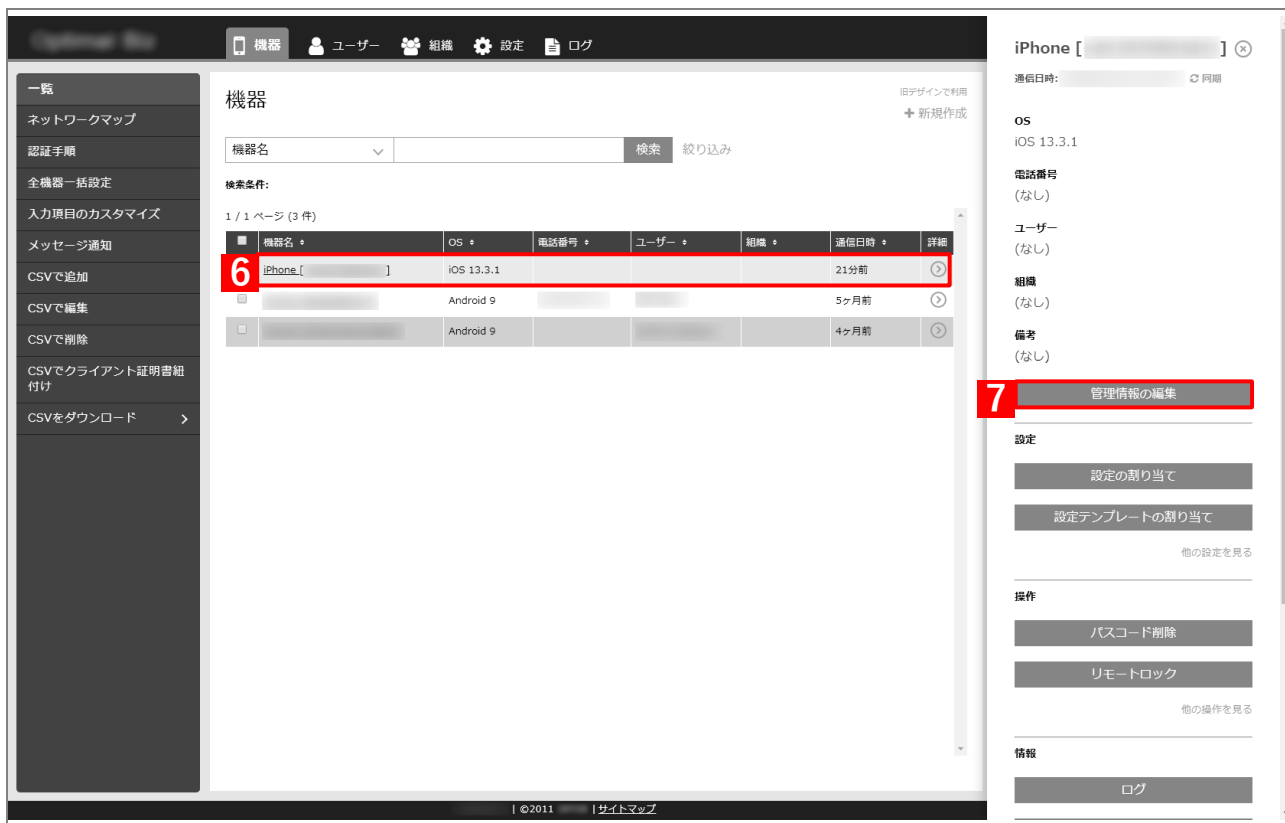 機器 ユーザー 組織 設定 ログ
一覧
ネットワークマップ
認証手順
全機器一括設定
入力項目のカスタマイズ
メッセージ通知
CSVで追加
CSVで編集
CSVで削除
CSVでクライアント証明書紐
付け
CSVをダウンロード
機器
旧デザインで利用
新規作成
機器名 検索 絞り込み
検索条件:
1 / 1 ページ (3 件)
機器名 OS 電話番号 ユーザー 組織 通信日時 詳細
6 iPhone [ ] iOS 13.3.1 21分前
Android 9 5ヶ月前
Android 9 4ヶ月前
| ©2011 | サイトマップ
iPhone [ ]
通信日時: 同期
OS
iOS 13.3.1
電話番号
(なし)
ユーザー
(なし)
組織
(なし)
備考
(なし)
7 管理情報の編集
設定
設定の割り当て
設定テンプレートの割り当て
他の設定を見る
操作
パスコード削除
リモートロック
他の操作を見る
情報
ログ